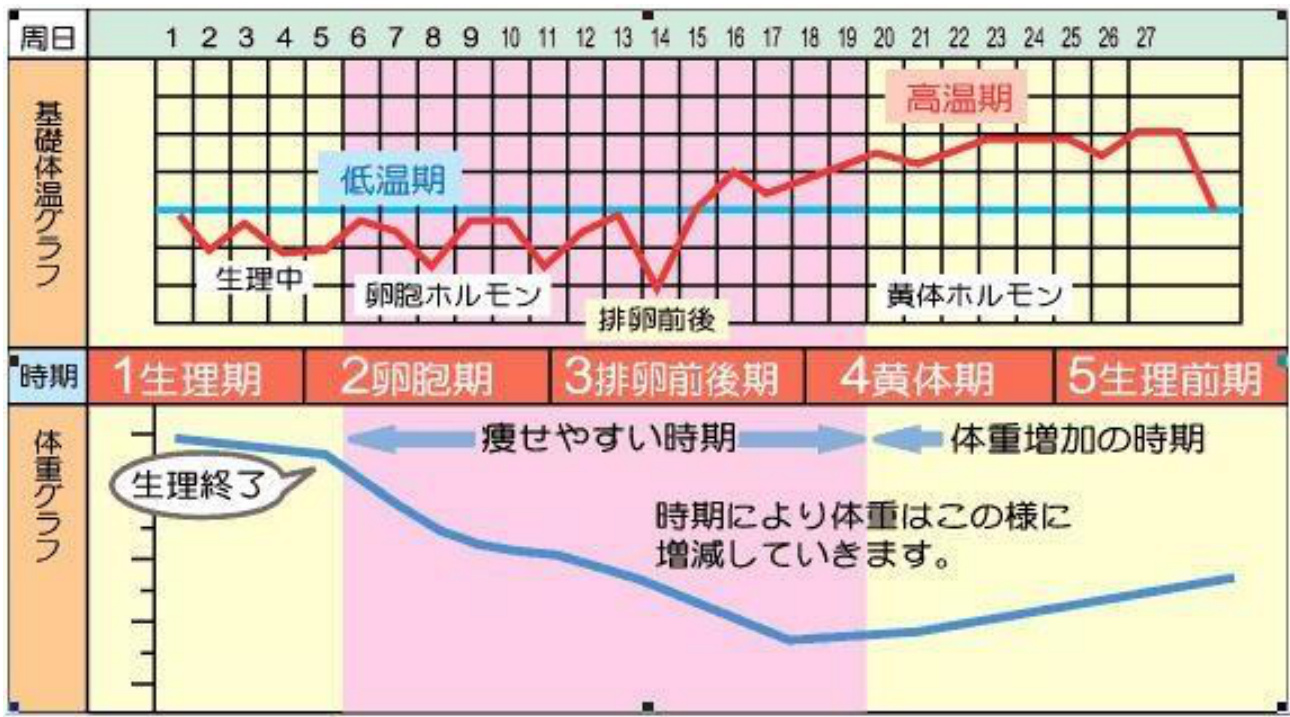 周日 1 2 3 4 5 6 7 8 9 10 11 12 13 14 15 16 17 18 19 20 21 22 23 24 25 26 27
基礎体温グラフ
高温期
低温期
生理中
卵胞ホルモン
黄体ホルモン
排卵前後
時期 1生理期 2卵胞期 3排卵前後期 4黄体期 5生理前期
体重グラフ
痩せやすい時期 体重増加の時期
生理終了
時期により体重はこの様に
増減していきます。